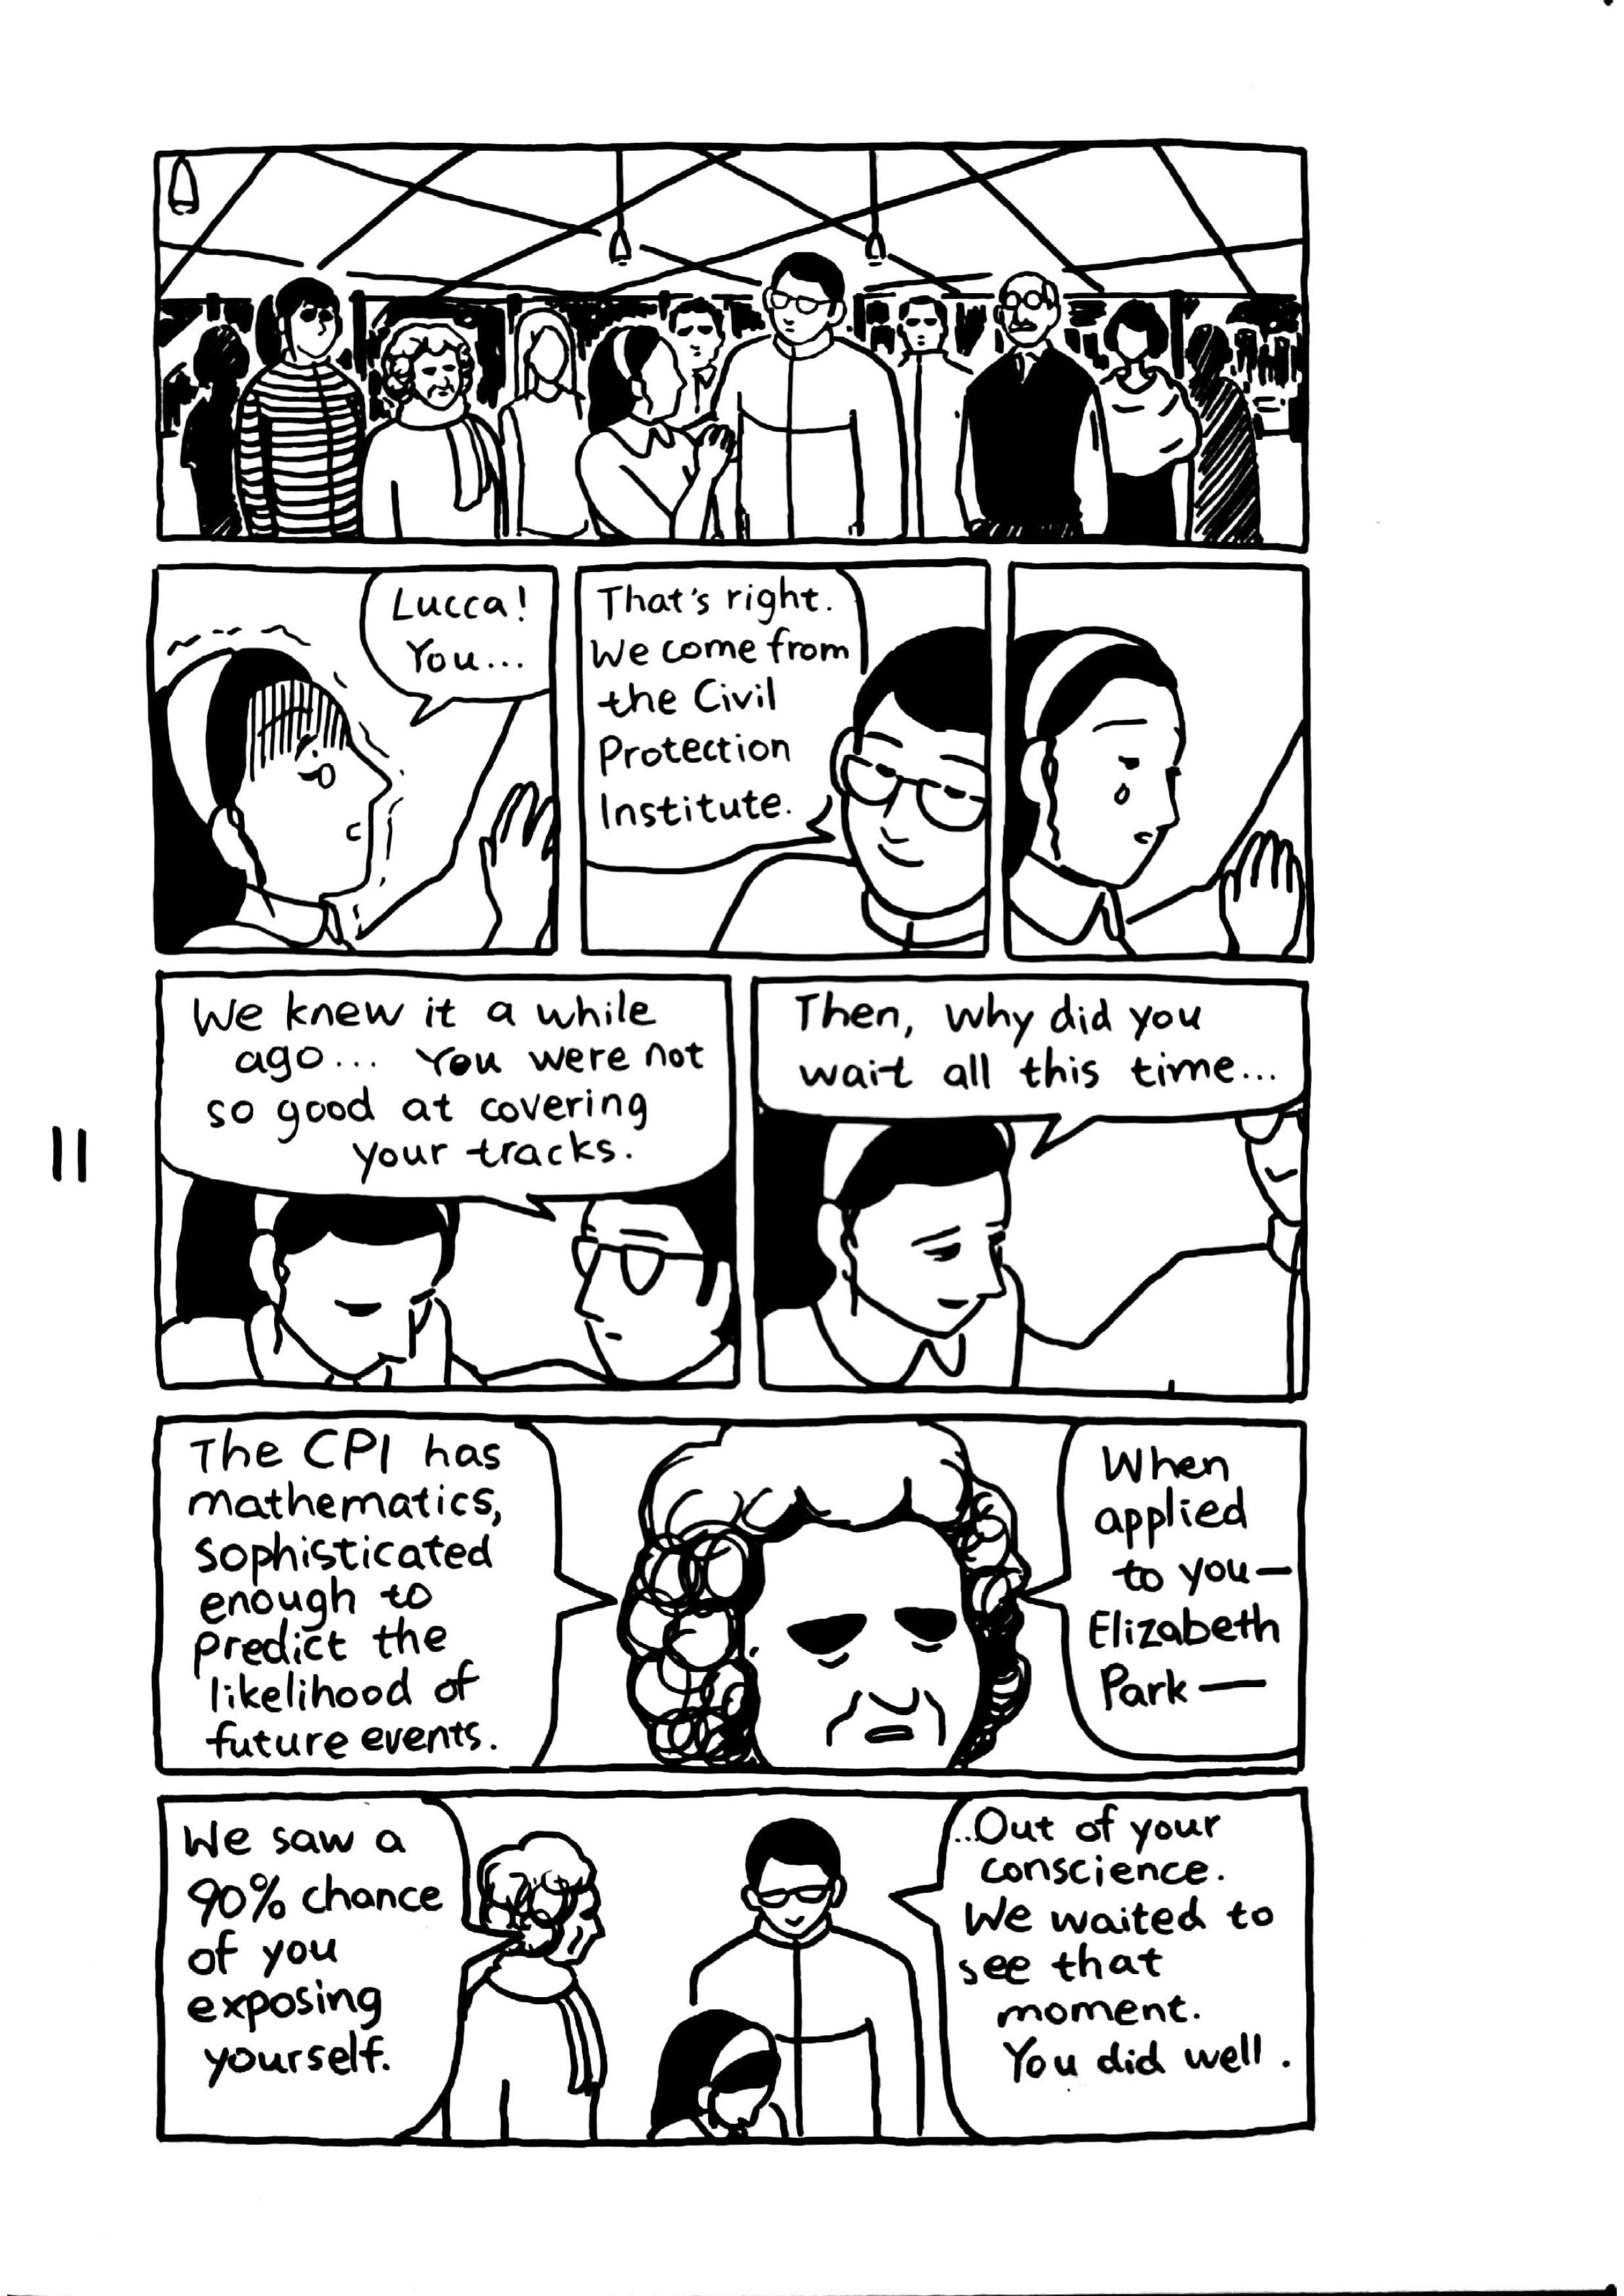 Lucca!
You...
That's right.
We come from
the Civil
Protection
Institute.
We knew it a while
ago... You were not
so good at covering
your tracks.
Then, why did you
wait all this time...
11
The CPI has
mathematics,
sophisticated
enough to
predict the
likelihood of
future events.
When
applied
to you—
Elizabeth
Park—
We saw a
90% chance
of you
exposing
yourself.
...Out of your
conscience.
We waited to
see that
moment.
You did well.